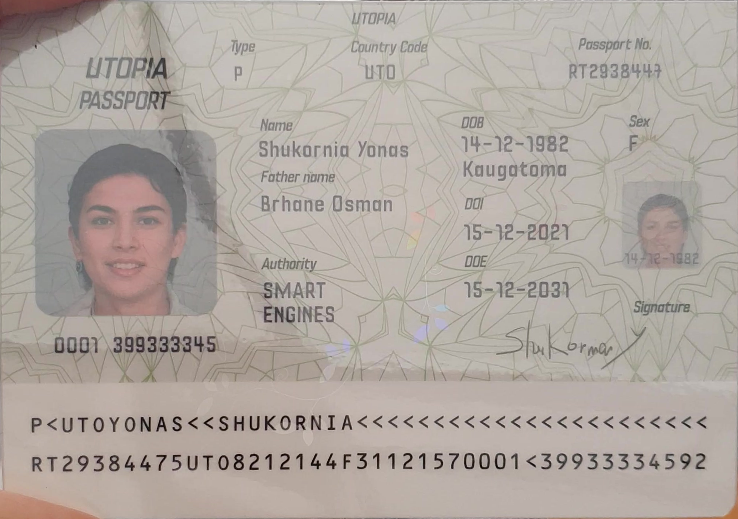 UTOPIA
UTOPIA
PASSPORT
Type
P
Country Code
UTO
Passport No.
RT2938447
Name
Shukornia Yonas
Father name
Brhane Osman
Authority
SMART
ENGINES
DOB
14-12-1982
Kaugatoma
DOI
15-12-2021
DOE
15-12-2031
Sex
F
14-12-1982
Signature
0001 399333345
P<UTOYONAS<<SHUKORNIA<<<<<<<<<<<<<<<<<<<<<<<
RT29384475UTO8212144F31121570001<39933334592